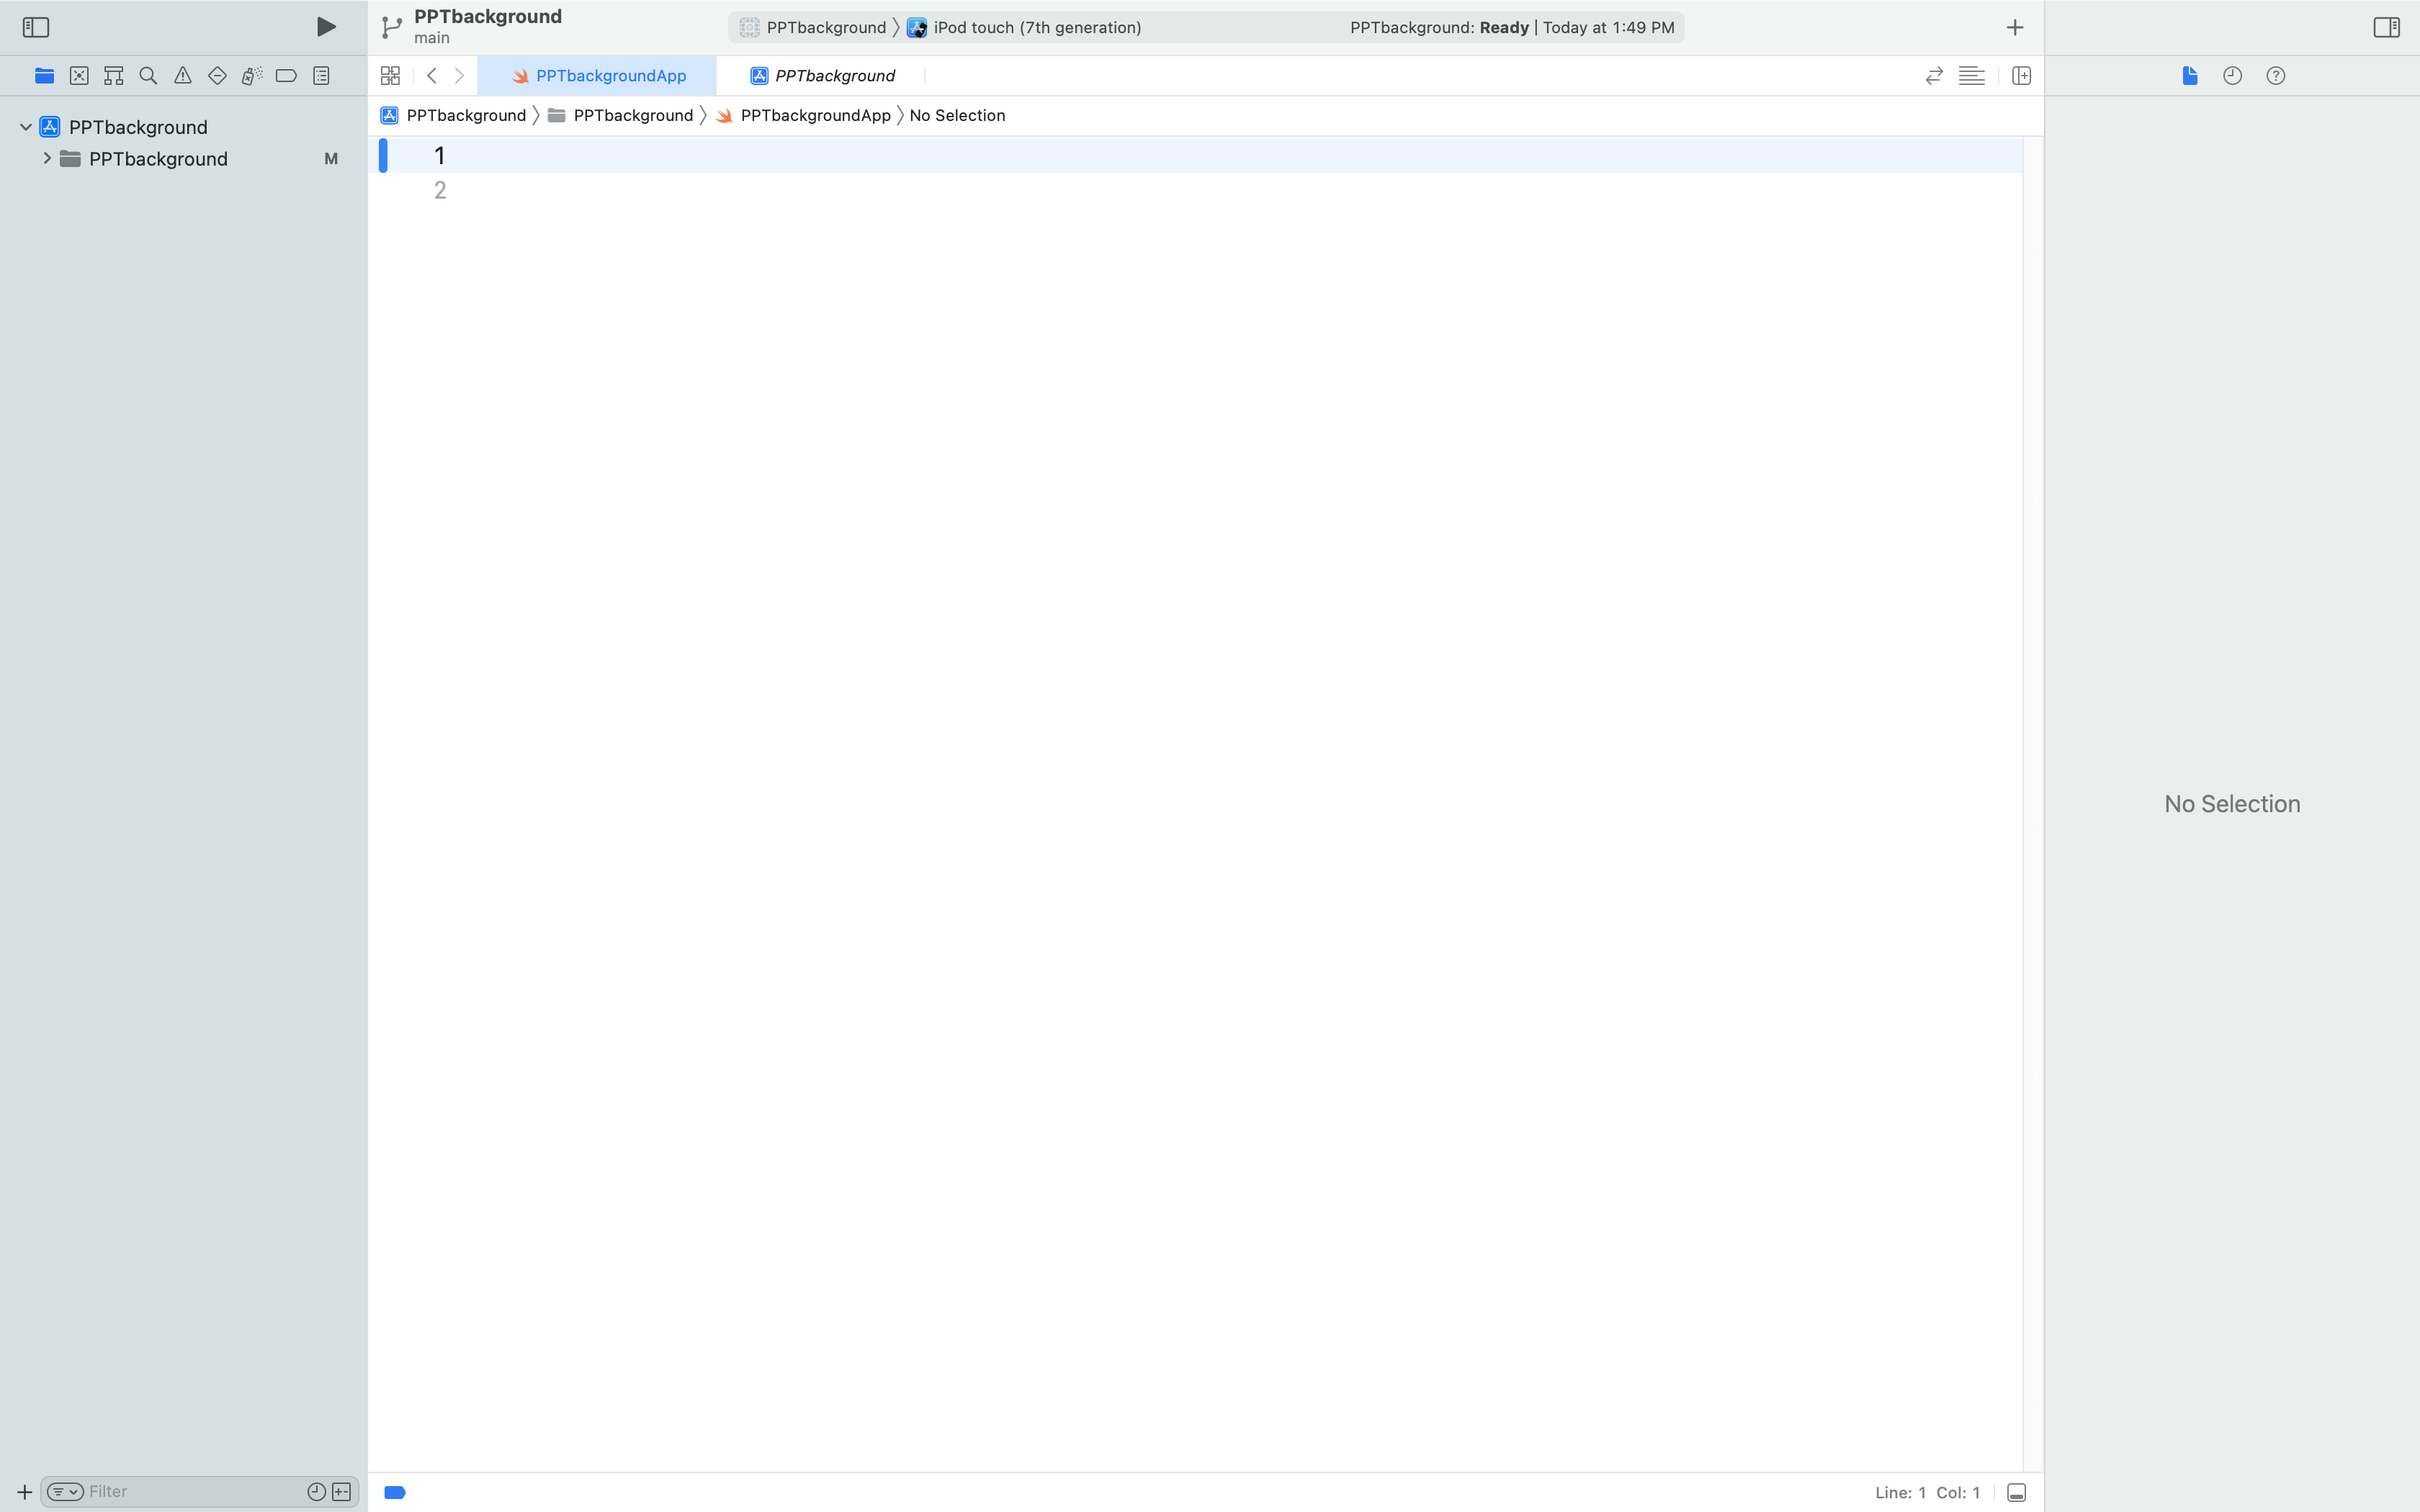 PPTbackground
main
PPTbackground
iPod touch (7th generation)
PPTbackground: Ready | Today at 1:49 PM
PPTbackgroundApp
PPTbackground
PPTbackground
PPTbackground
PPTbackgroundApp
No Selection
PPTbackground
PPTbackground
M
1
2
No Selection
Filter
Line: 1 Col: 1